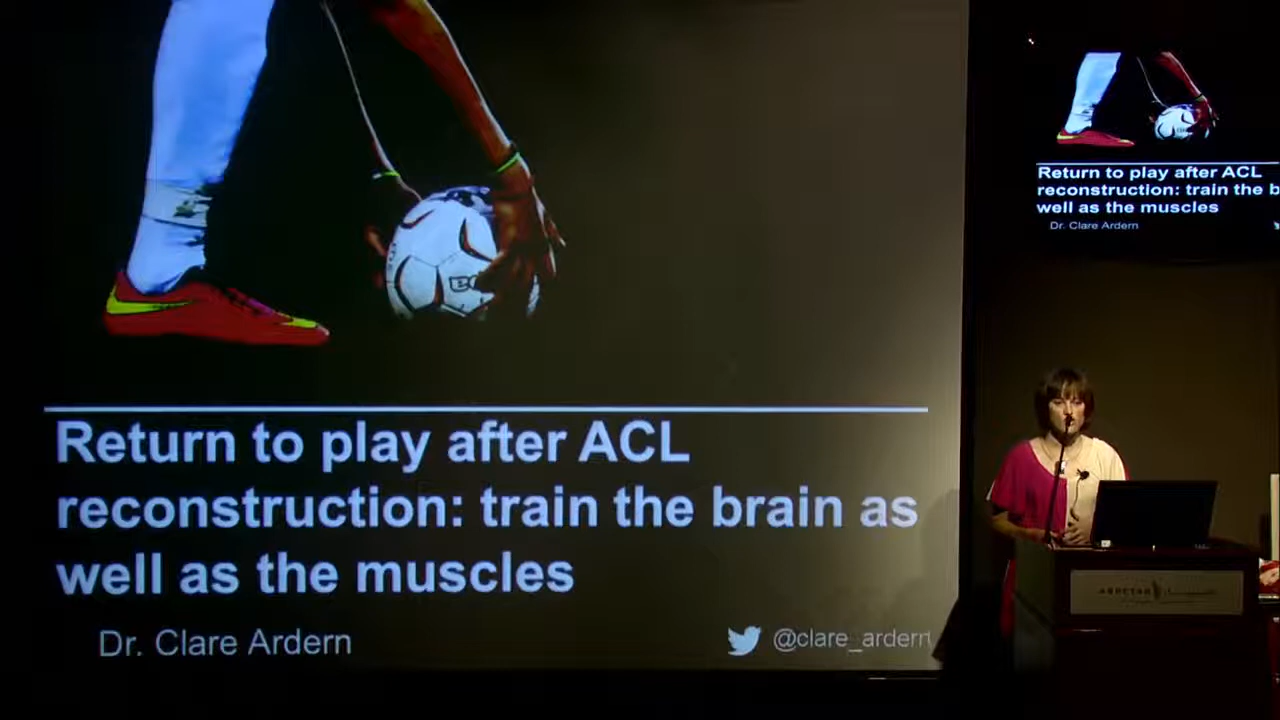 Return to play after ACL
reconstruction: train the brain as
well as the muscles
Dr. Clare Ardern
@clare_ardern
Return to play after ACL
reconstruction: train the b
well as the muscles
Dr. Clare Ardern
ASPETAR